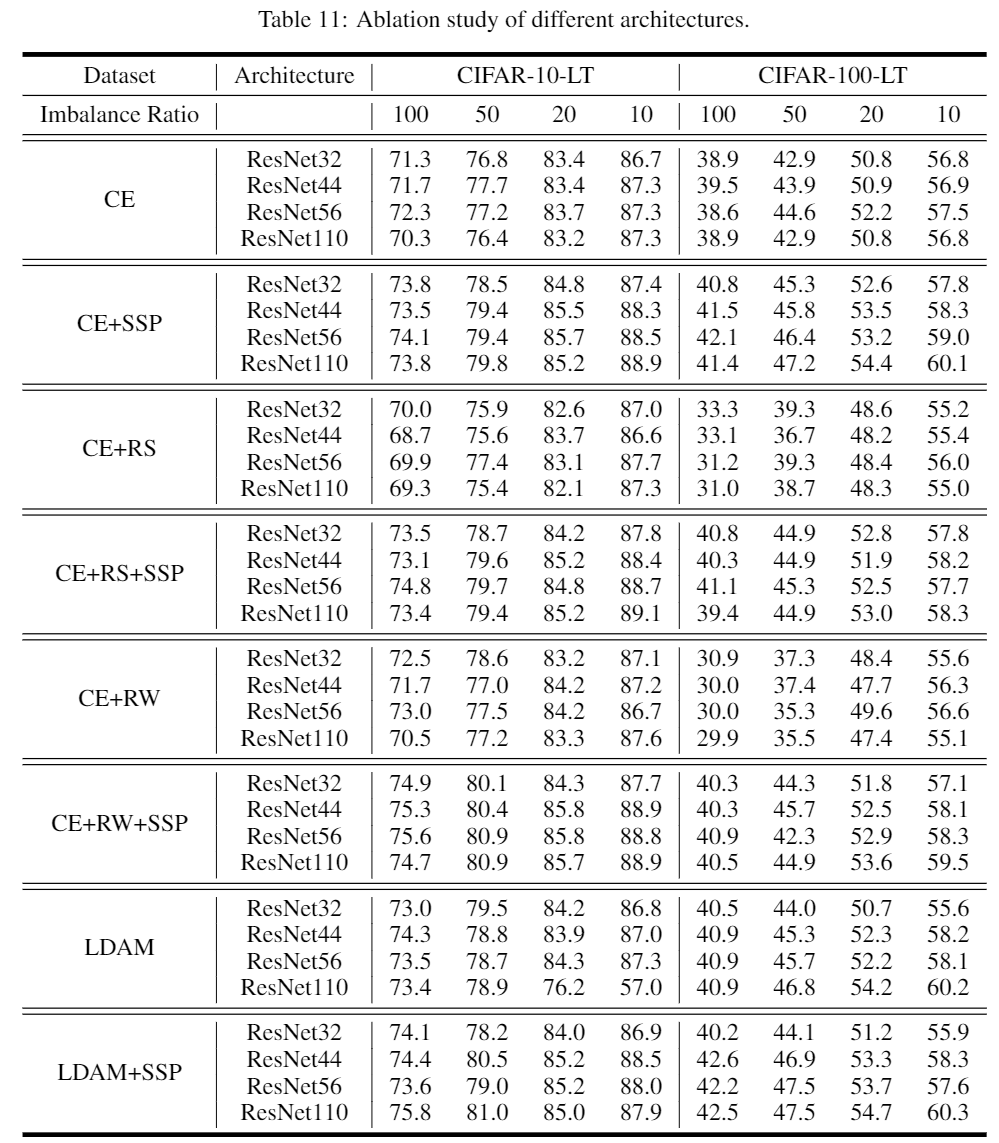 Table 11: Ablation study of different architectures.
Dataset Architecture CIFAR-10-LT CIFAR-100-LT
Imbalance Ratio 100 50 20 10 100 50 20 10
CE
ResNet32 71.3 76.8 83.4 86.7 38.9 42.9 50.8 56.8
ResNet44 71.7 77.7 83.4 87.3 39.5 43.9 50.9 56.9
ResNet56 72.3 77.2 83.7 87.3 38.6 44.6 52.2 57.5
ResNet110 70.3 76.4 83.2 87.3 38.9 42.9 50.8 56.8
CE+SSP
ResNet32 73.8 78.5 84.8 87.4 40.8 45.3 52.6 57.8
ResNet44 73.5 79.4 85.5 88.3 41.5 45.8 53.5 58.3
ResNet56 74.1 79.4 85.7 88.5 42.1 46.4 53.2 59.0
ResNet110 73.8 79.8 85.2 88.9 41.4 47.2 54.4 60.1
CE+RS
ResNet32 70.0 75.9 82.6 87.0 33.3 39.3 48.6 55.2
ResNet44 68.7 75.6 83.7 86.6 33.1 36.7 48.2 55.4
ResNet56 69.9 77.4 83.1 87.7 31.2 39.3 48.4 56.0
ResNet110 69.3 75.4 82.1 87.3 31.0 38.7 48.3 55.0
CE+RS+SSP
ResNet32 73.5 78.7 84.2 87.8 40.8 44.9 52.8 57.8
ResNet44 73.1 79.6 85.2 88.4 40.3 44.9 51.9 58.2
ResNet56 74.8 79.7 84.8 88.7 41.1 45.3 52.5 57.7
ResNet110 73.4 79.4 85.2 89.1 39.4 44.9 53.0 58.3
CE+RW
ResNet32 72.5 78.6 83.2 87.1 30.9 37.3 48.4 55.6
ResNet44 71.7 77.0 84.2 87.2 30.0 37.4 47.7 56.3
ResNet56 73.0 77.5 84.2 86.7 30.0 35.3 49.6 56.6
ResNet110 70.5 77.2 83.3 87.6 29.9 35.5 47.4 55.1
CE+RW+SSP
ResNet32 74.9 80.1 84.3 87.7 40.3 44.3 51.8 57.1
ResNet44 75.3 80.4 85.8 88.9 40.3 45.7 52.5 58.1
ResNet56 75.6 80.9 85.8 88.8 40.9 42.3 52.9 58.3
ResNet110 74.7 80.9 85.7 88.9 40.5 44.9 53.6 59.5
LDAM
ResNet32 73.0 79.5 84.2 86.8 40.5 44.0 50.7 55.6
ResNet44 74.3 78.8 83.9 87.0 40.9 45.3 52.3 58.2
ResNet56 73.5 78.7 84.3 87.3 40.9 45.7 52.2 58.1
ResNet110 73.4 78.9 76.2 57.0 40.9 46.8 54.2 60.2
LDAM+SSP
ResNet32 74.1 78.2 84.0 86.9 40.2 44.1 51.2 55.9
ResNet44 74.4 80.5 85.2 88.5 42.6 46.9 53.3 58.3
ResNet56 73.6 79.0 85.2 88.0 42.2 47.5 53.7 57.6
ResNet110 75.8 81.0 85.0 87.9 42.5 47.5 54.7 60.3